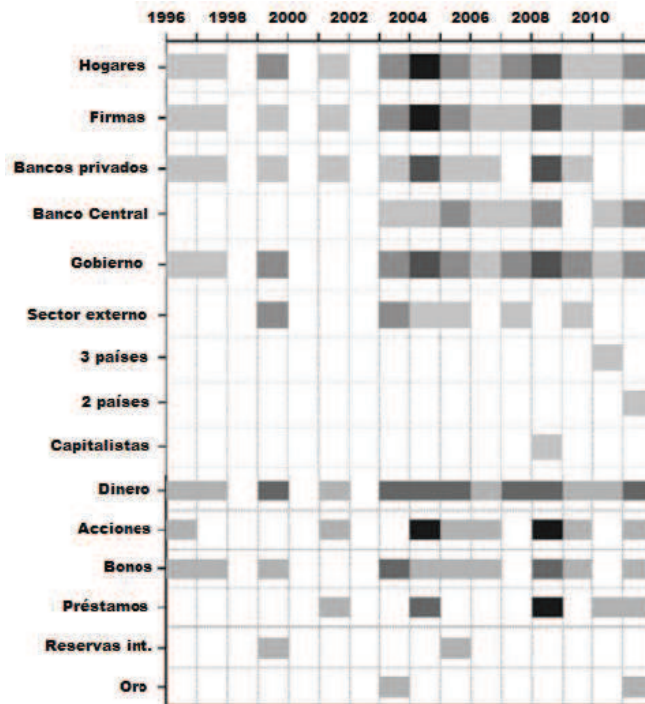 1996 1998 2000 2002 2004 2006 2008 2010
Hogares
Firmas
Bancos privados
Banco Central
Gobierno
Sector externo
3 países
2 países
Capitalistas
Dinero
Acciones
Bonos
Préstamos
Reservas int.
Oro